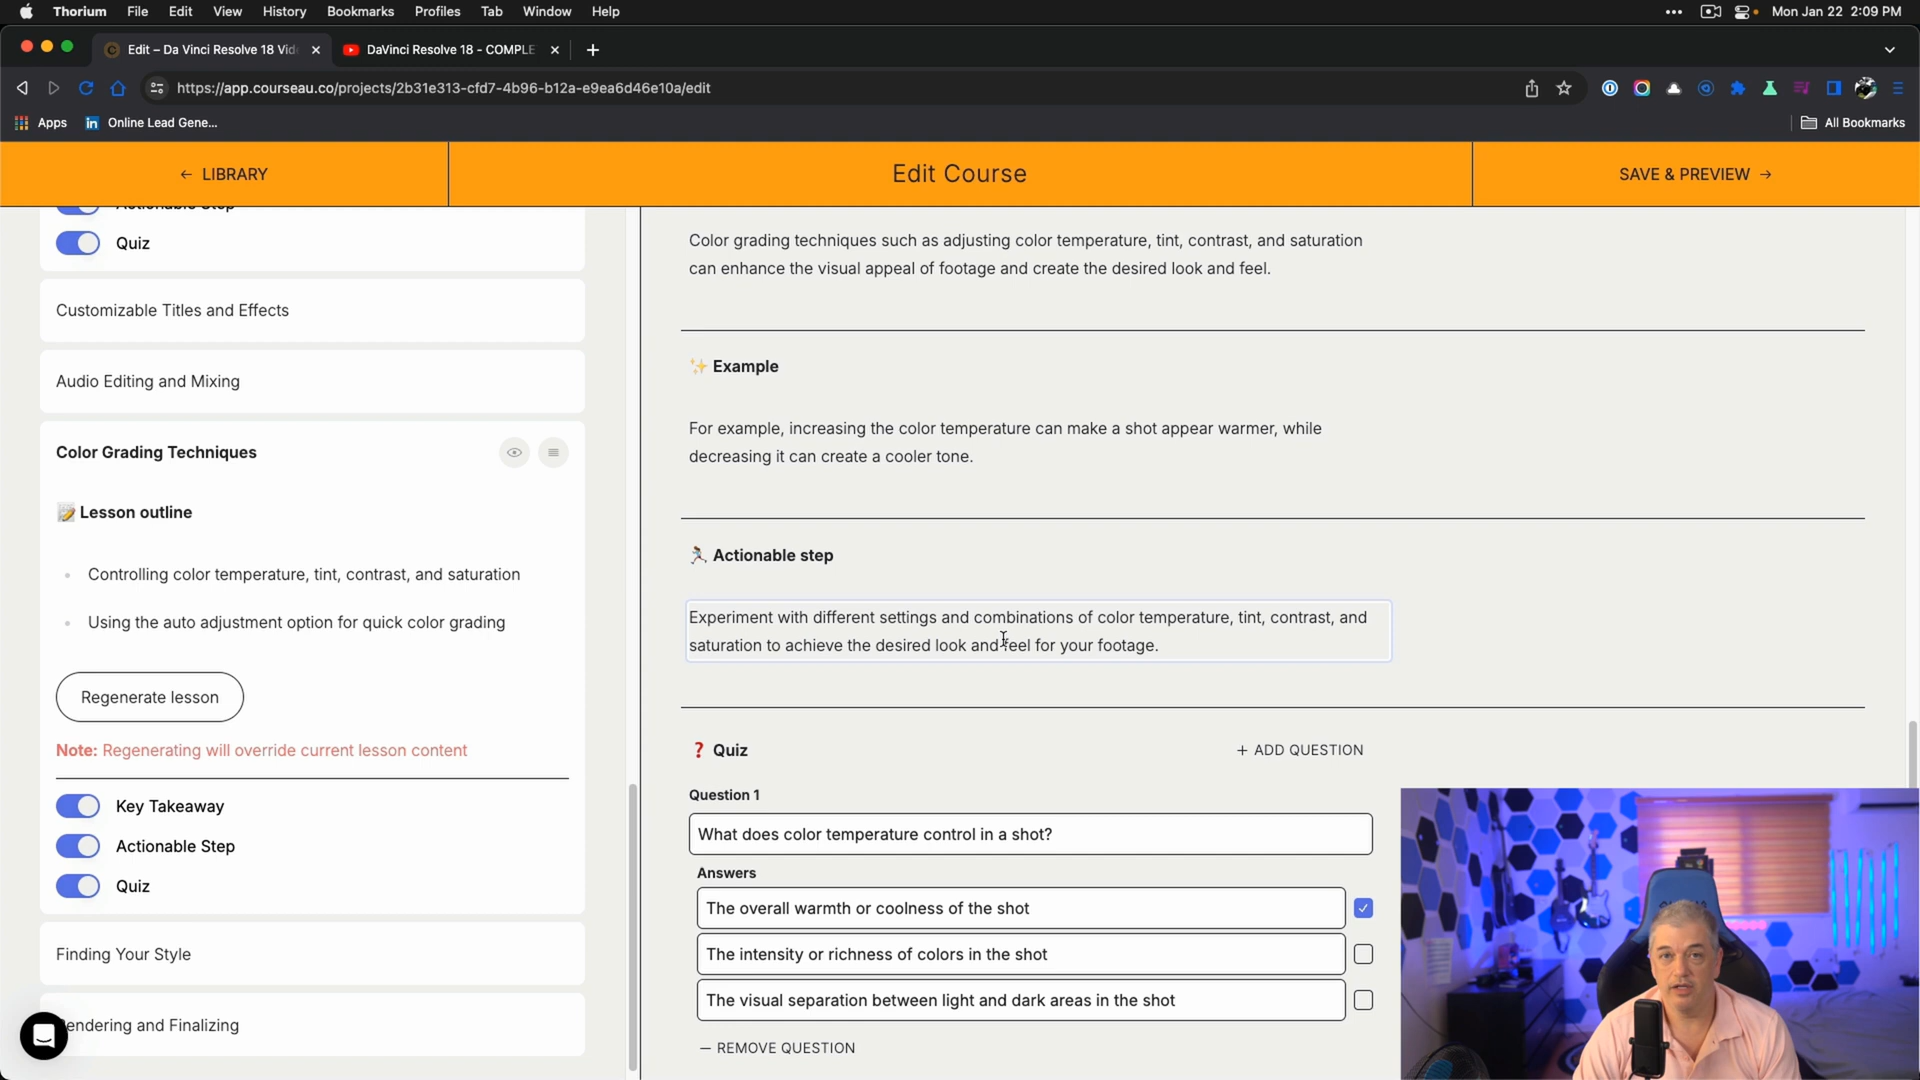 Thorium File Edit View History Bookmarks Profiles Tab Window Help Mon Jan 22 2:09 PM
Edit – Da Vinci Resolve 18 Vid
DaVinci Resolve 18 - COMPLE
https://app.courseau.co/projects/2b31e313-cfd7-4b96-b12a-e9ea6d46e10a/edit
Apps
Online Lead Gene...
All Bookmarks
← LIBRARY
Edit Course
SAVE & PREVIEW →
Actionable Step
Quiz
Customizable Titles and Effects
Audio Editing and Mixing
Color Grading Techniques
Lesson outline
Controlling color temperature, tint, contrast, and saturation
Using the auto adjustment option for quick color grading
Regenerate lesson
Note: Regenerating will override current lesson content
Key Takeaway
Actionable Step
Quiz
Finding Your Style
endering and Finalizing
Color grading techniques such as adjusting color temperature, tint, contrast, and saturation
can enhance the visual appeal of footage and create the desired look and feel.
✨ Example
For example, increasing the color temperature can make a shot appear warmer, while
decreasing it can create a cooler tone.
Actionable step
Experiment with different settings and combinations of color temperature, tint, contrast, and
saturation to achieve the desired look and feel for your footage.
❓ Quiz
+ ADD QUESTION
Question 1
What does color temperature control in a shot?
Answers
The overall warmth or coolness of the shot
The intensity or richness of colors in the shot
The visual separation between light and dark areas in the shot
— REMOVE QUESTION